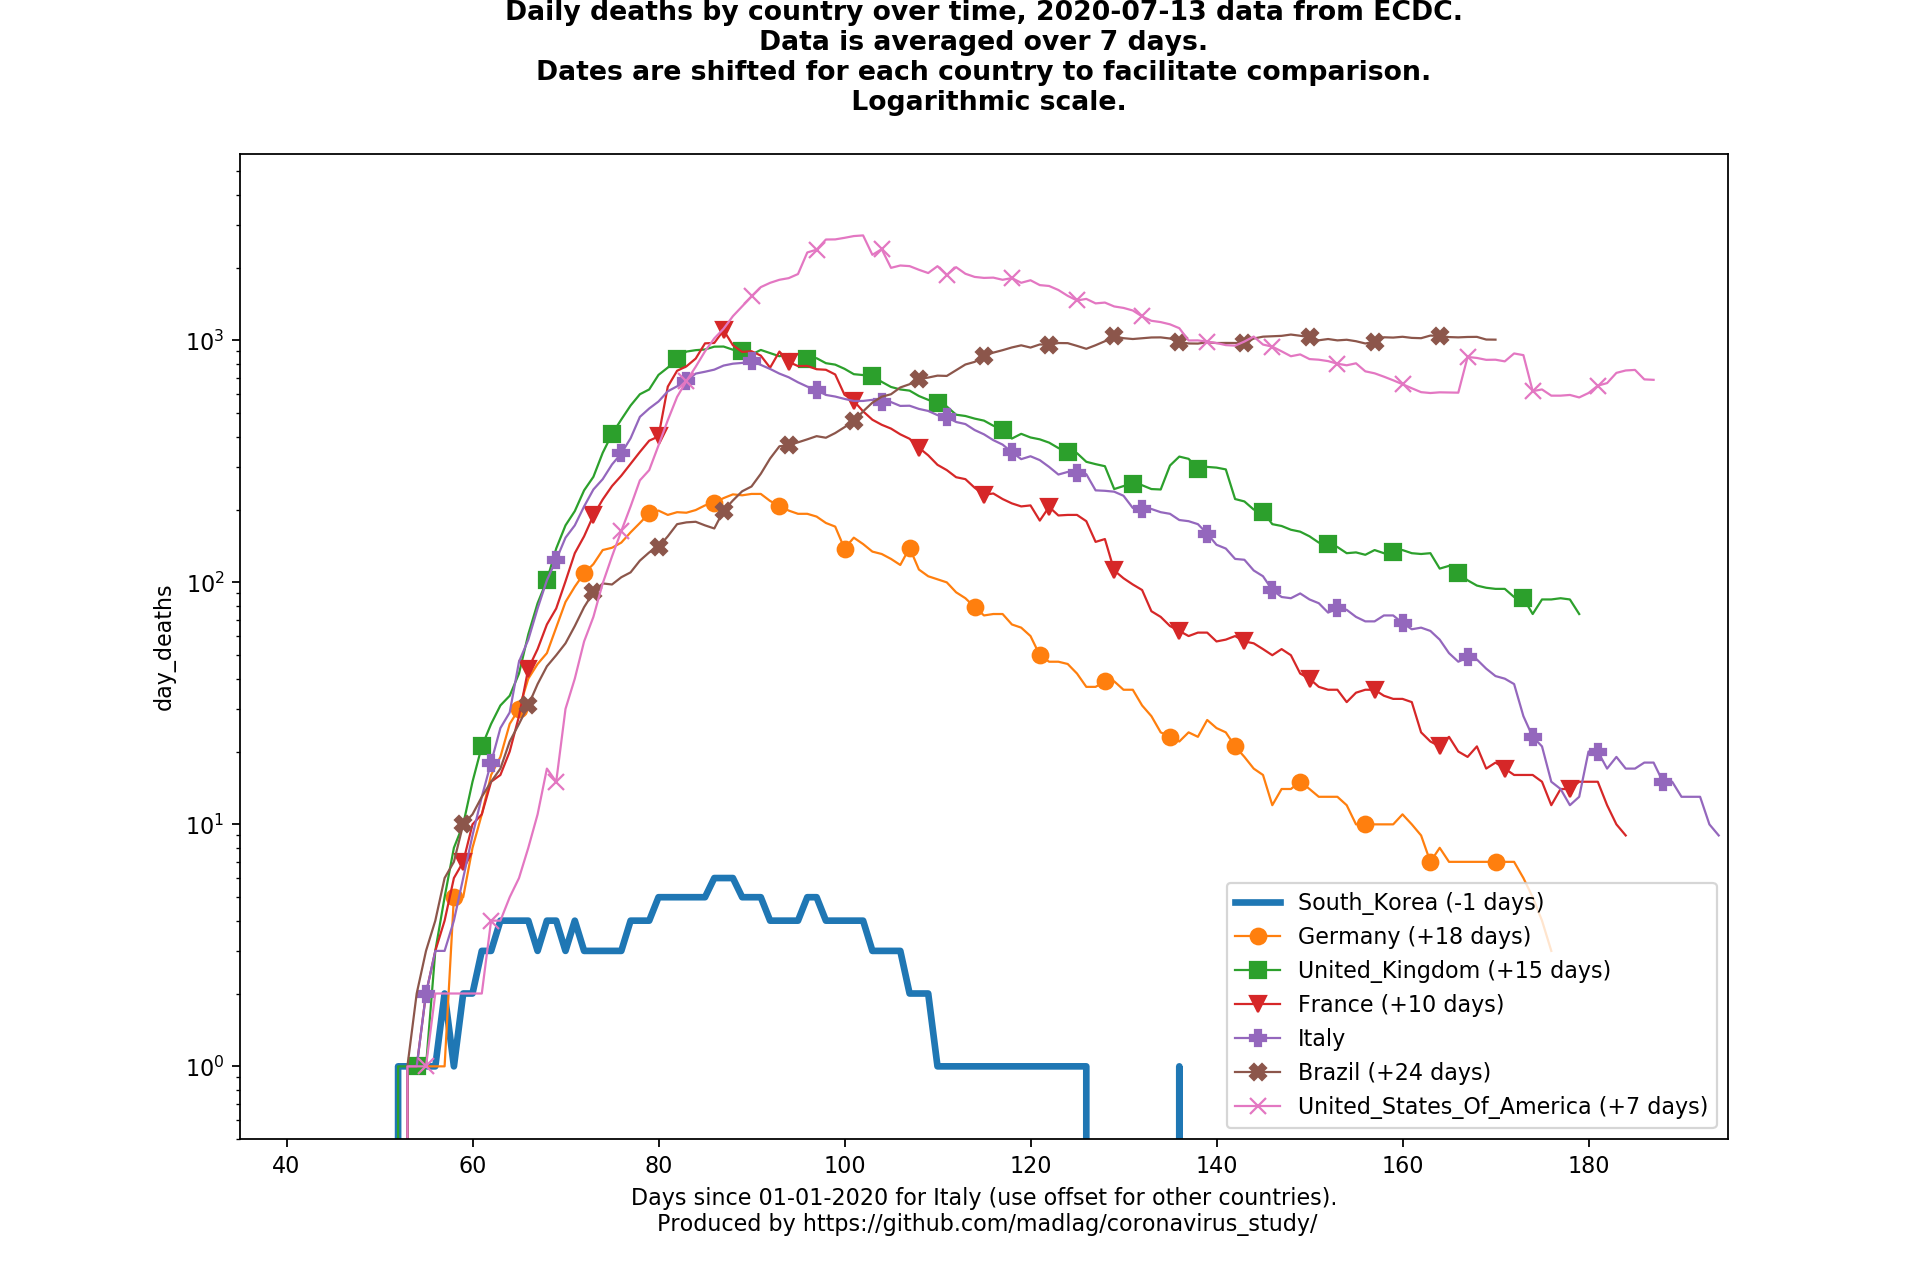 Daily deaths by country over time, 2020-07-13 data from ECDC.
Data is averaged over 7 days.
Dates are shifted for each country to facilitate comparison.
Logarithmic scale.
day_deaths
10³
10²
10¹
10⁰
South_Korea (-1 days)
Germany (+18 days)
United_Kingdom (+15 days)
France (+10 days)
Italy
Brazil (+24 days)
United_States_Of_America (+7 days)
40 60 80 100 120 140 160 180
Days since 01-01-2020 for Italy (use offset for other countries).
Produced by https://github.com/madlag/coronavirus_study/